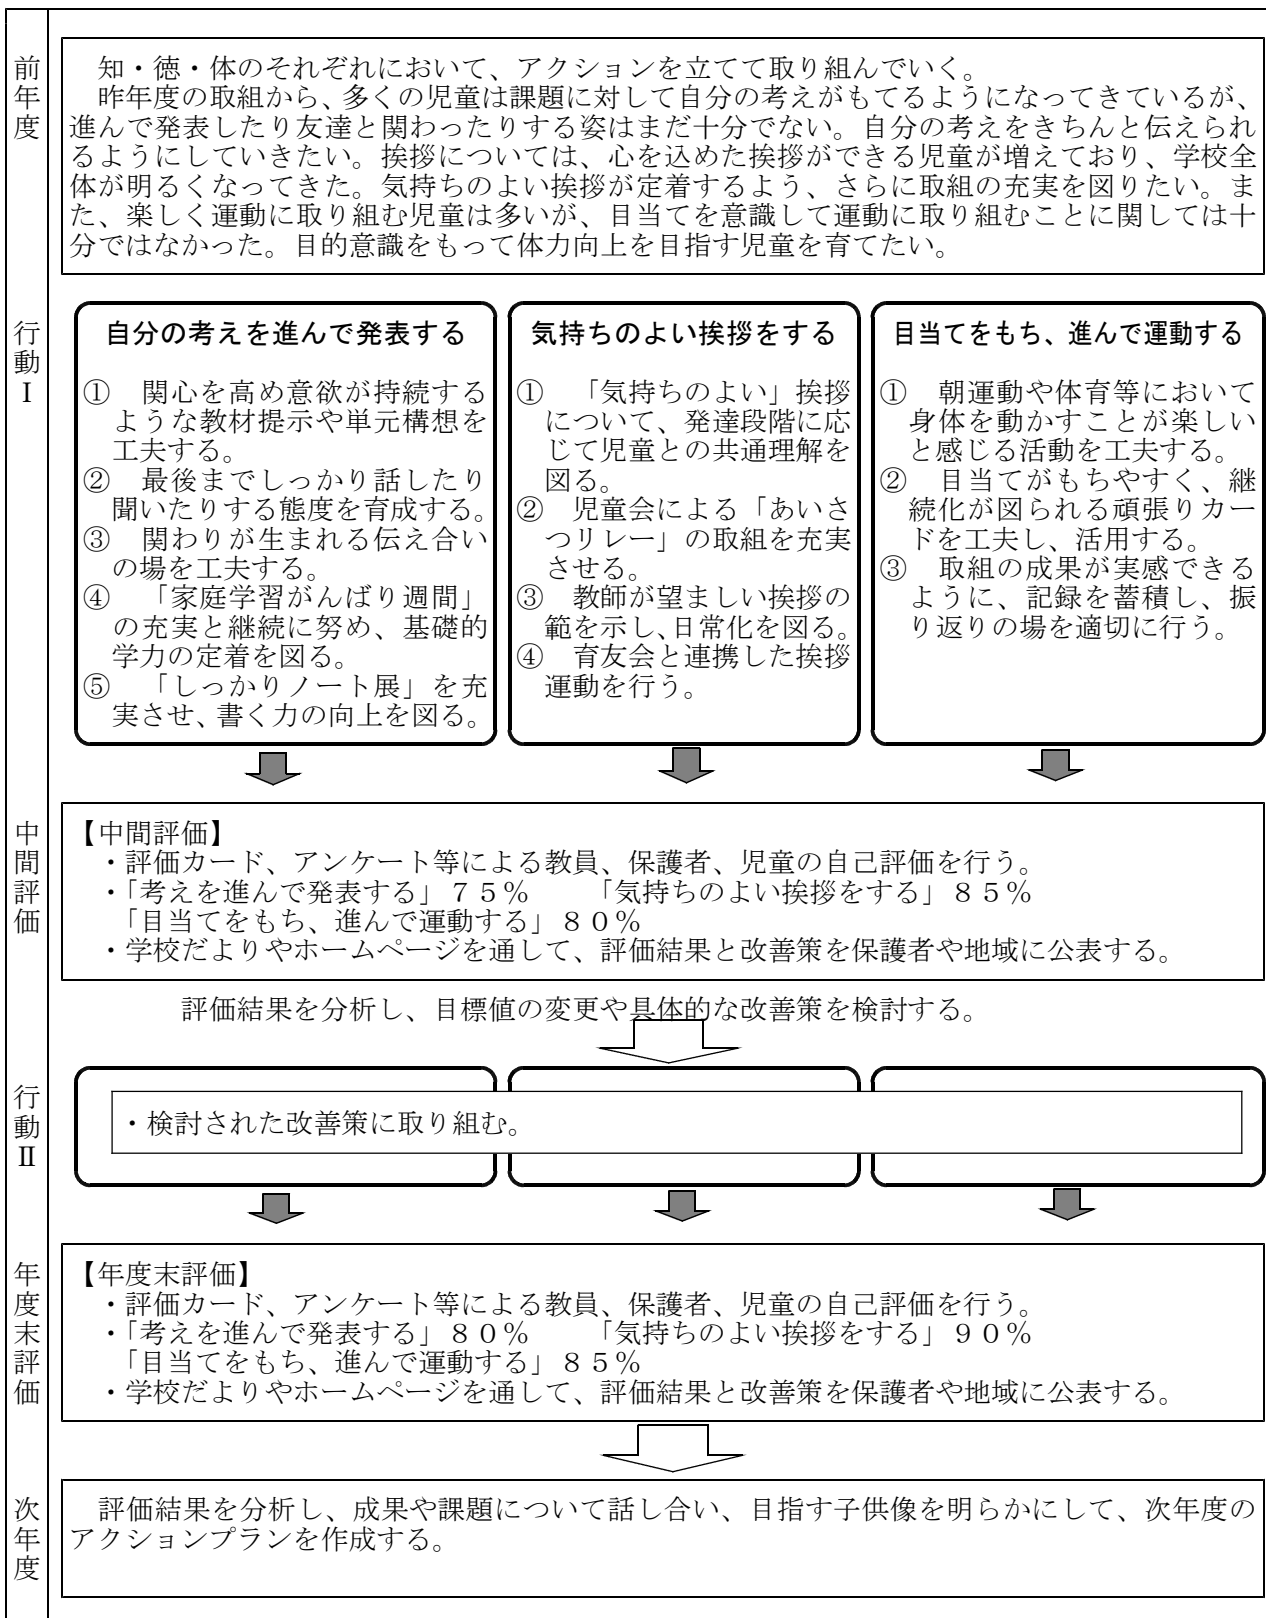 前年度
知・徳・体のそれぞれにおいて、アクションを立てて取り組んでいく。
昨年度の取組から、多くの児童は課題に対して自分の考えがもてるようになってきているが、
進んで発表したり友達と関わったりする姿はまだ十分でない。自分の考えをきちんと伝えられ
るようにしていきたい。挨拶については、心を込めた挨拶ができる児童が増えており、学校全
体が明るくなってきた。気持ちのよい挨拶が定着するよう、さらに取組の充実を図りたい。ま
た、楽しく運動に取り組む児童は多いが、目当てを意識して運動に取り組むことに関しては十
分ではなかった。目的意識をもって体力向上を目指す児童を育てたい。
行動Ⅰ
自分の考えを進んで発表する
① 関心を高め意欲が持続する
ような教材提示や単元構想を
工夫する。
② 最後までしっかり話したり
聞いたりする態度を育成する。
③ 関わりが生まれる伝え合い
の場を工夫する。
④ 「家庭学習がんばり週間」
の充実と継続に努め、基礎的
学力の定着を図る。
⑤ 「しっかりノート展」を充
実させ、書く力の向上を図る。
気持ちのよい挨拶をする
① 「気持ちのよい」挨拶
について、発達段階に応
じて児童との共通理解を
図る。
② 児童会による「あいさ
つリレー」の取組を充実
させる。
③ 教師が望ましい挨拶の
範を示し、日常化を図る。
④ 育友会と連携した挨拶
運動を行う。
目当てをもち、進んで運動する
① 朝運動や体育等において
身体を動かすことが楽しい
と感じる活動を工夫する。
② 目当てがもちやすく、継
続化が図られる頑張りカー
ドを工夫し、活用する。
③ 取組の成果が実感できる
ように、記録を蓄積し、振
り返りの場を適切に行う。
中間評価
【中間評価】
・評価カード、アンケート等による教員、保護者、児童の自己評価を行う。
・「考えを進んで発表する」７５％　「気持ちのよい挨拶をする」８５％
「目当てをもち、進んで運動する」８０％
・学校だよりやホームページを通して、評価結果と改善策を保護者や地域に公表する。
評価結果を分析し、目標値の変更や具体的な改善策を検討する。
行動Ⅱ
・検討された改善策に取り組む。
年度末評価
【年度末評価】
・評価カード、アンケート等による教員、保護者、児童の自己評価を行う。
・「考えを進んで発表する」８０％　「気持ちのよい挨拶をする」９０％
「目当てをもち、進んで運動する」８５％
・学校だよりやホームページを通して、評価結果と改善策を保護者や地域に公表する。
次年度
評価結果を分析し、成果や課題について話し合い、目指す子供像を明らかにして、次年度の
アクションプランを作成する。